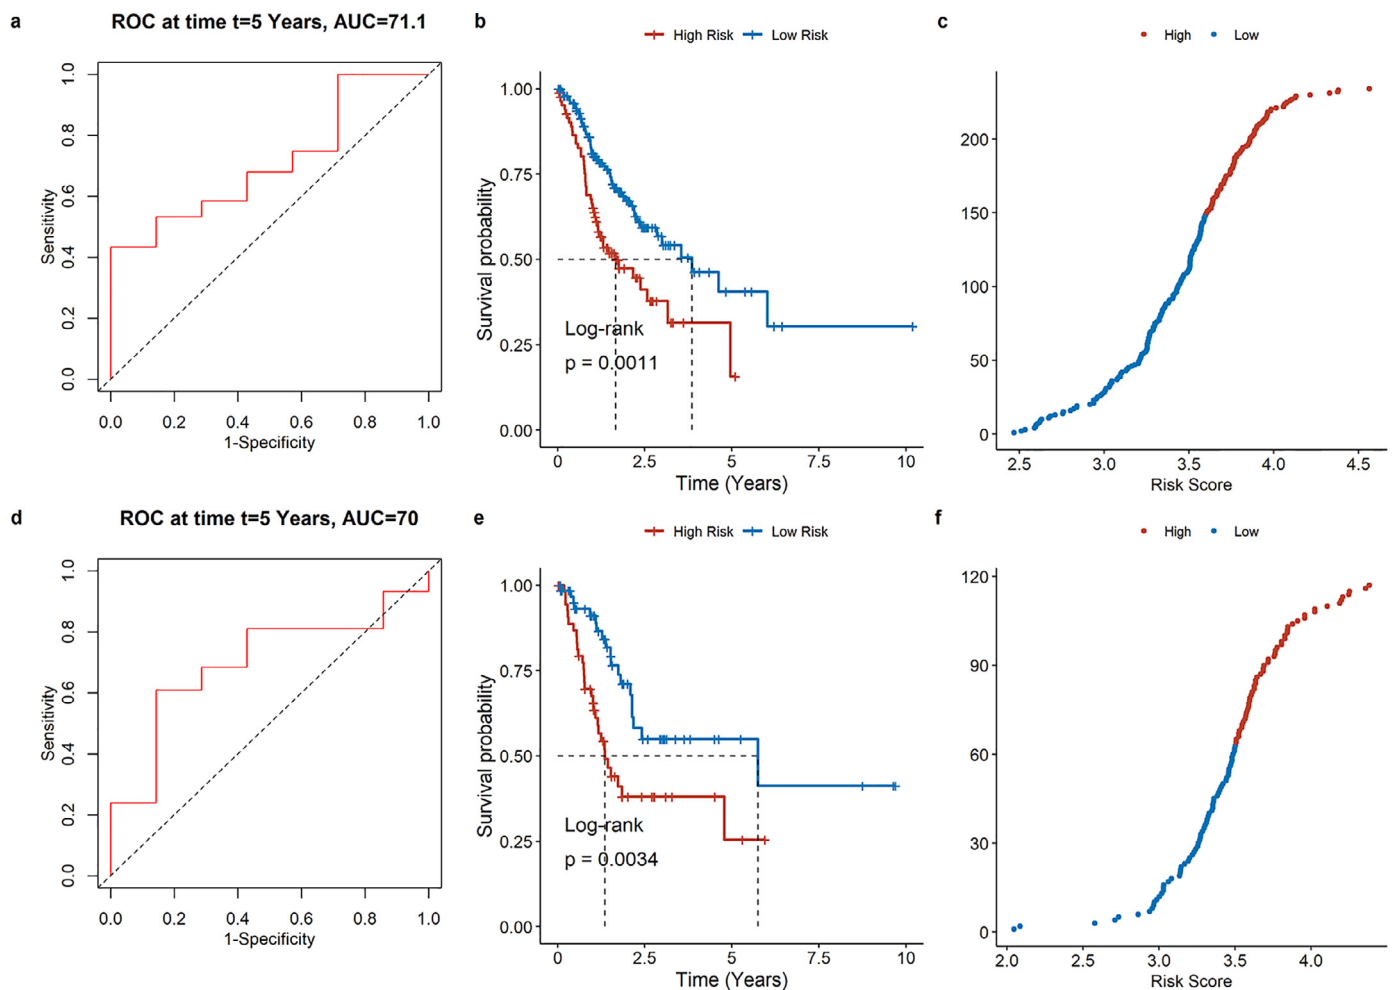 a
ROC at time t=5 Years, AUC=71.1
1.0
0.8
0.6
0.4
0.2
0.0
Sensitivity
0.0 0.2 0.4 0.6 0.8 1.0
1-Specificity
b
High Risk Low Risk
1.00
0.75
0.50
0.25
0.00
Survival probability
Log-rank
p = 0.0011
0 2.5 5 7.5 10
Time (Years)
c
High Low
200
150
100
50
0
2.5 3.0 3.5 4.0 4.5
Risk Score
d
ROC at time t=5 Years, AUC=70
1.0
0.8
0.6
0.4
0.2
0.0
Sensitivity
0.0 0.2 0.4 0.6 0.8 1.0
1-Specificity
e
High Risk Low Risk
1.00
0.75
0.50
0.25
0.00
Survival probability
Log-rank
p = 0.0034
0 2.5 5 7.5 10
Time (Years)
f
High Low
120
90
60
30
0
2.0 2.5 3.0 3.5 4.0
Risk Score